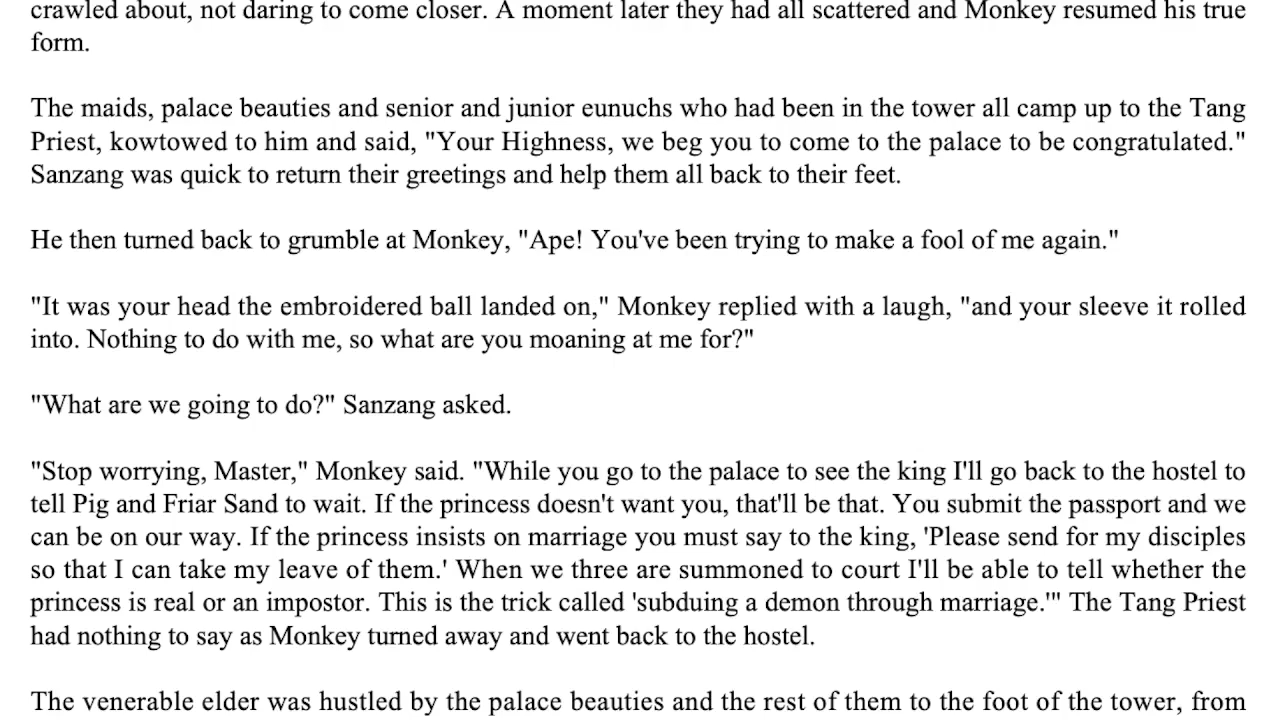 crawled about, not daring to come closer. A moment later they had all scattered and Monkey resumed his true
form.
The maids, palace beauties and senior and junior eunuchs who had been in the tower all camp up to the Tang
Priest, kowtowed to him and said, "Your Highness, we beg you to come to the palace to be congratulated."
Sanzang was quick to return their greetings and help them all back to their feet.
He then turned back to grumble at Monkey, "Ape! You've been trying to make a fool of me again."
"It was your head the embroidered ball landed on," Monkey replied with a laugh, "and your sleeve it rolled
into. Nothing to do with me, so what are you moaning at me for?"
"What are we going to do?" Sanzang asked.
"Stop worrying, Master," Monkey said. "While you go to the palace to see the king I'll go back to the hostel to
tell Pig and Friar Sand to wait. If the princess doesn't want you, that'll be that. You submit the passport and we
can be on our way. If the princess insists on marriage you must say to the king, 'Please send for my disciples
so that I can take my leave of them.' When we three are summoned to court I'll be able to tell whether the
princess is real or an impostor. This is the trick called 'subduing a demon through marriage.'" The Tang Priest
had nothing to say as Monkey turned away and went back to the hostel.
The venerable elder was hustled by the palace beauties and the rest of them to the foot of the tower, from